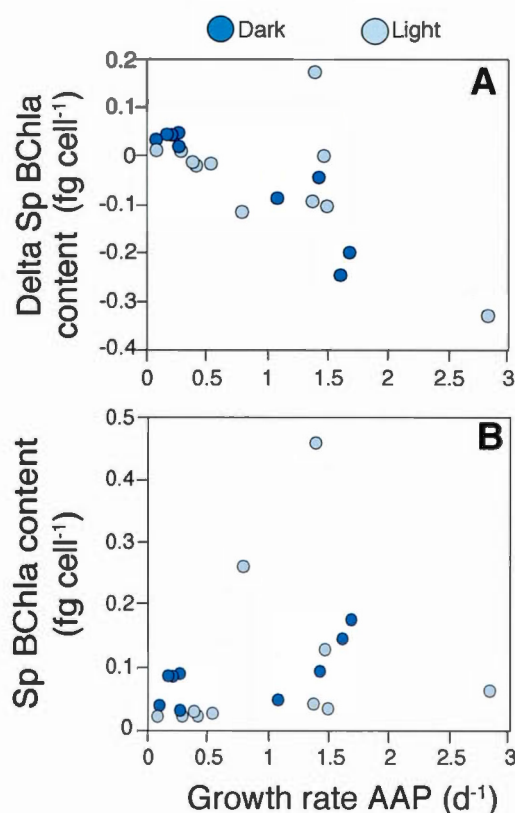 Dark Light
A
Delta Sp BChla
content (fg cell-1)
0.2
0.1
0
-0.1
-0.2
-0.3
-0.4
0 0.5 1 1.5 2 2.5 3
B
Sp BChla content
(fg cell-1)
0.5
0.4
0.3
0.2
0.1
0
0 0.5 1 1.5 2 2.5 3
Growth rate AAP (d-1)